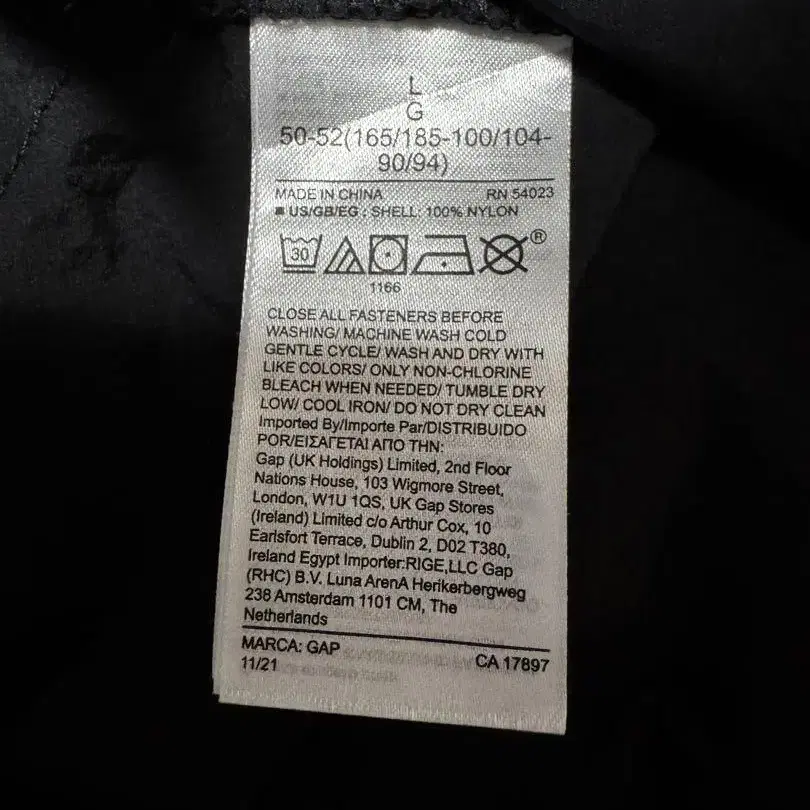 L
G
50-52(165/185-100/104-
90/94)
MADE IN CHINA RN 54023
US/GB/EG : SHELL: 100% NYLON
30 ®
1166
CLOSE ALL FASTENERS BEFORE
WASHING/ MACHINE WASH COLD
GENTLE CYCLE/ WASH AND DRY WITH
LIKE COLORS/ ONLY NON-CHLORINE
BLEACH WHEN NEEDED/ TUMBLE DRY
LOW/ COOL IRON/ DO NOT DRY CLEAN
Imported By/Importe Par/DISTRIBUIDO
POR/ΕΙΣΑΓΕΤΑΙ ΑΠΟ ΤΗΝ:
Gap (UK Holdings) Limited, 2nd Floor
Nations House, 103 Wigmore Street,
London, W1U 1QS, UK Gap Stores
(Ireland) Limited c/o Arthur Cox, 10
Earlsfort Terrace, Dublin 2, D02 T380,
Ireland Egypt Importer:RIGE,LLC Gap
(RHC) B.V. Luna ArenA Herikerbergweg
238 Amsterdam 1101 CM, The
Netherlands
MARCA: GAP CA 17897
11/21